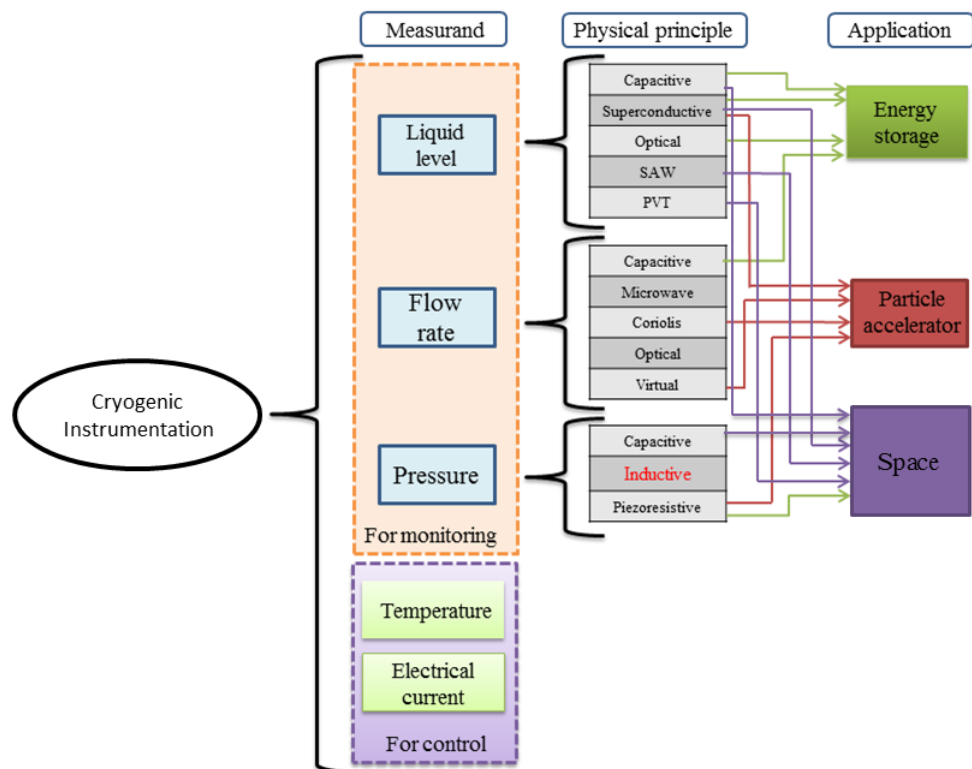 Measurand
Physical principle
Application
Cryogenic
Instrumentation
Liquid
level
Flow
rate
Pressure
For monitoring
Temperature
Electrical
current
For control
Capacitive
Superconductive
Optical
SAW
PVT
Capacitive
Microwave
Coriolis
Optical
Virtual
Capacitive
Inductive
Piezoresistive
Energy
storage
Particle
accelerator
Space